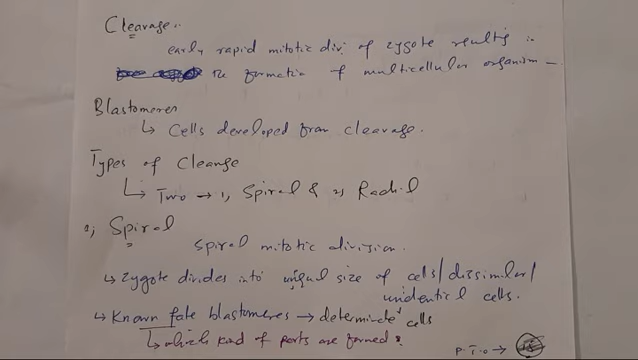 Cleavage:
early rapid mitotic div. of zygote results in
the formation of multicellular organism -
Blastomeres
↳ Cells developed from cleavage.
Types of Cleavage
↳ Two → 1, Spiral & 2, Radial
1, Spiral
Spiral mitotic division.
↳ Zygote divides into uniqual size of cells/dissimilar/
unidentical cells.
↳ Known fate blastomeres → determinate cells
↳ which kind of parts are formed?
P.T.O →